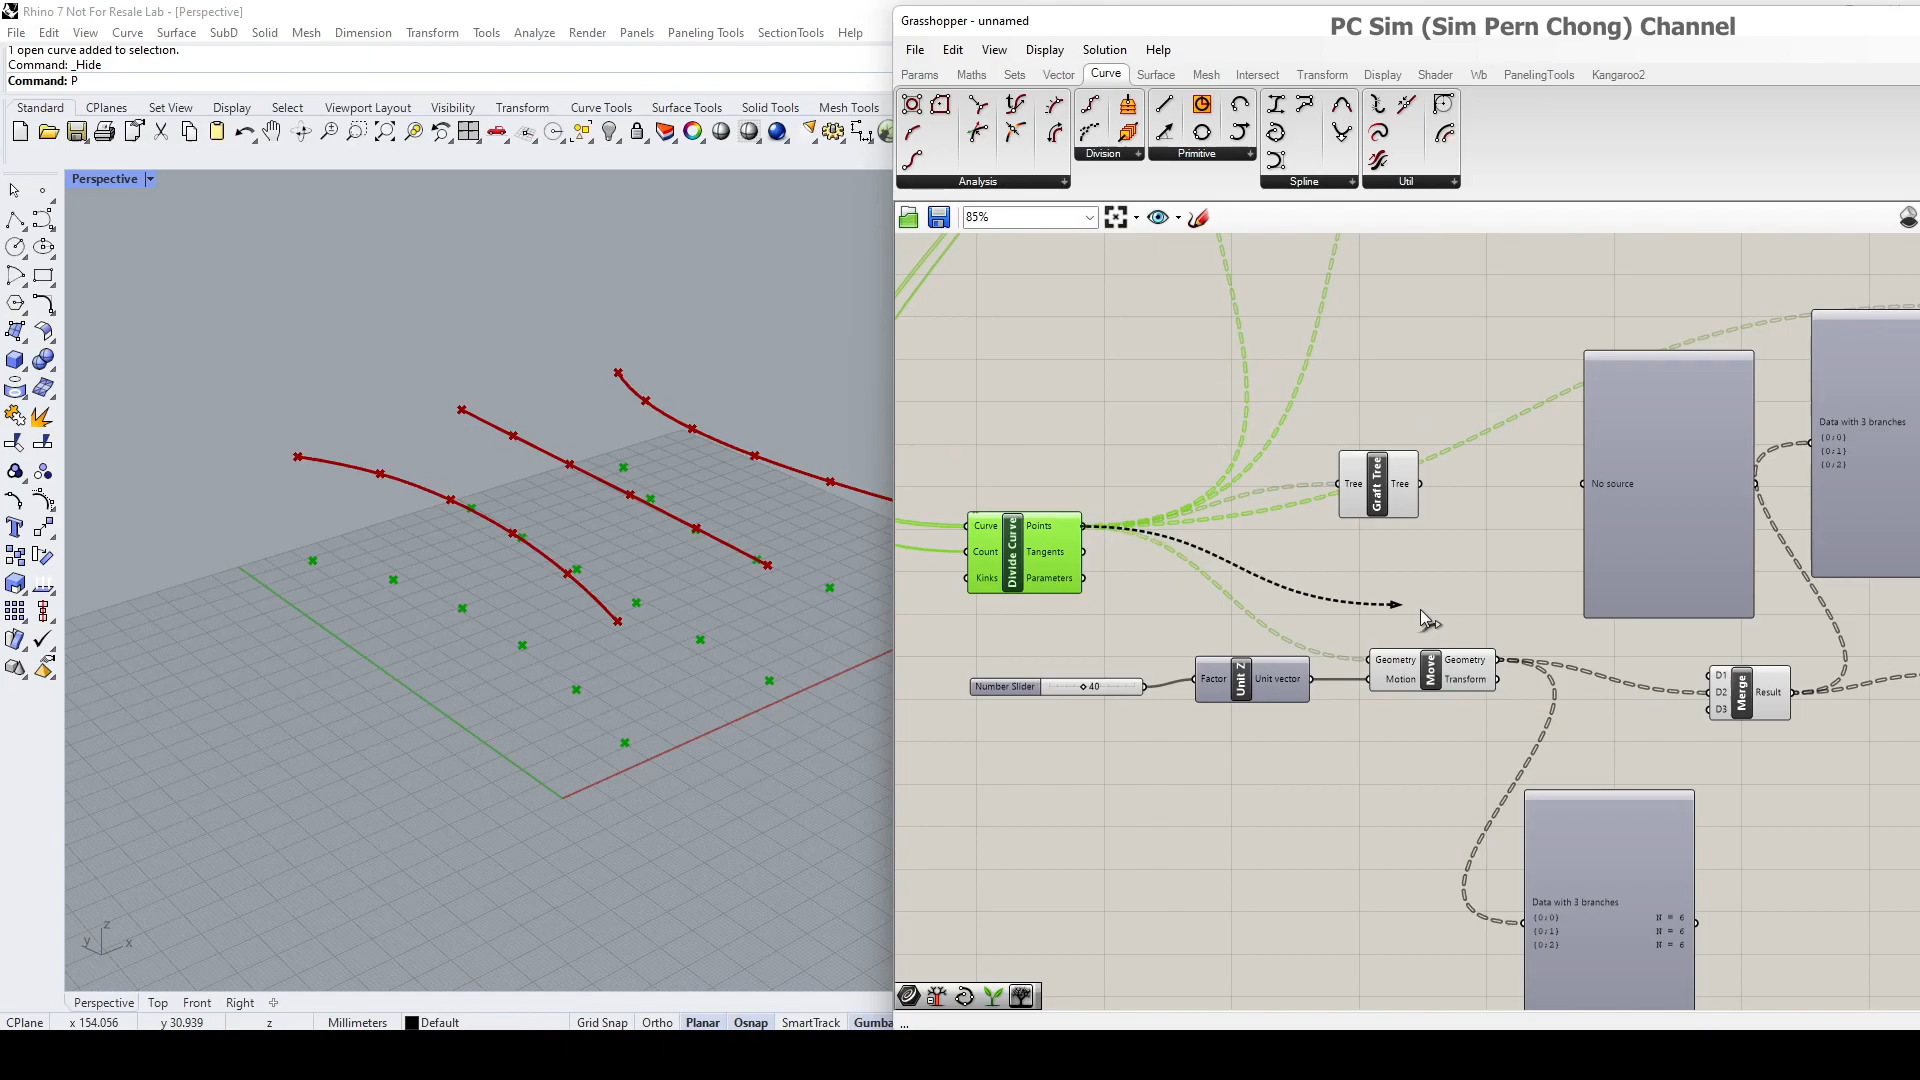 Rhino 7 Not For Resale Lab - [Perspective]
File Edit View Curve Surface SubD Solid Mesh Dimension Transform Tools Analyze Render Panels Paneling Tools SectionTools Help
1 open curve added to selection.
Command: _Hide
Command: P
Standard CPlanes Set View Display Select Viewport Layout Visibility Transform Curve Tools Surface Tools Solid Tools Mesh Tools
Perspective
z
y
x
Perspective Top Front Right
CPlane x 154.056 y 30.939 z Millimeters Default Grid Snap Ortho Planar Osnap SmartTrack Gumba
Grasshopper - unnamed
PC Sim (Sim Pern Chong) Channel
File Edit View Display Solution Help
Params Maths Sets Vector Curve Surface Mesh Intersect Transform Display Shader Wb PanelingTools Kangaroo2
Division
Primitive
Analysis
Spline
Util
85%
Data with 3 branches
{0;0}
{0;1}
{0;2}
Tree Graft Tree Tree
No source
Curve Points
Count Divide Curve Tangents
Kinks Parameters
Number Slider 40
Factor Unit Z Unit vector
Geometry Move Geometry
Motion Transform
D1
D2 Merge Result
D3
Data with 3 branches
{0;0} N = 6
{0;1} N = 6
{0;2} N = 6
...